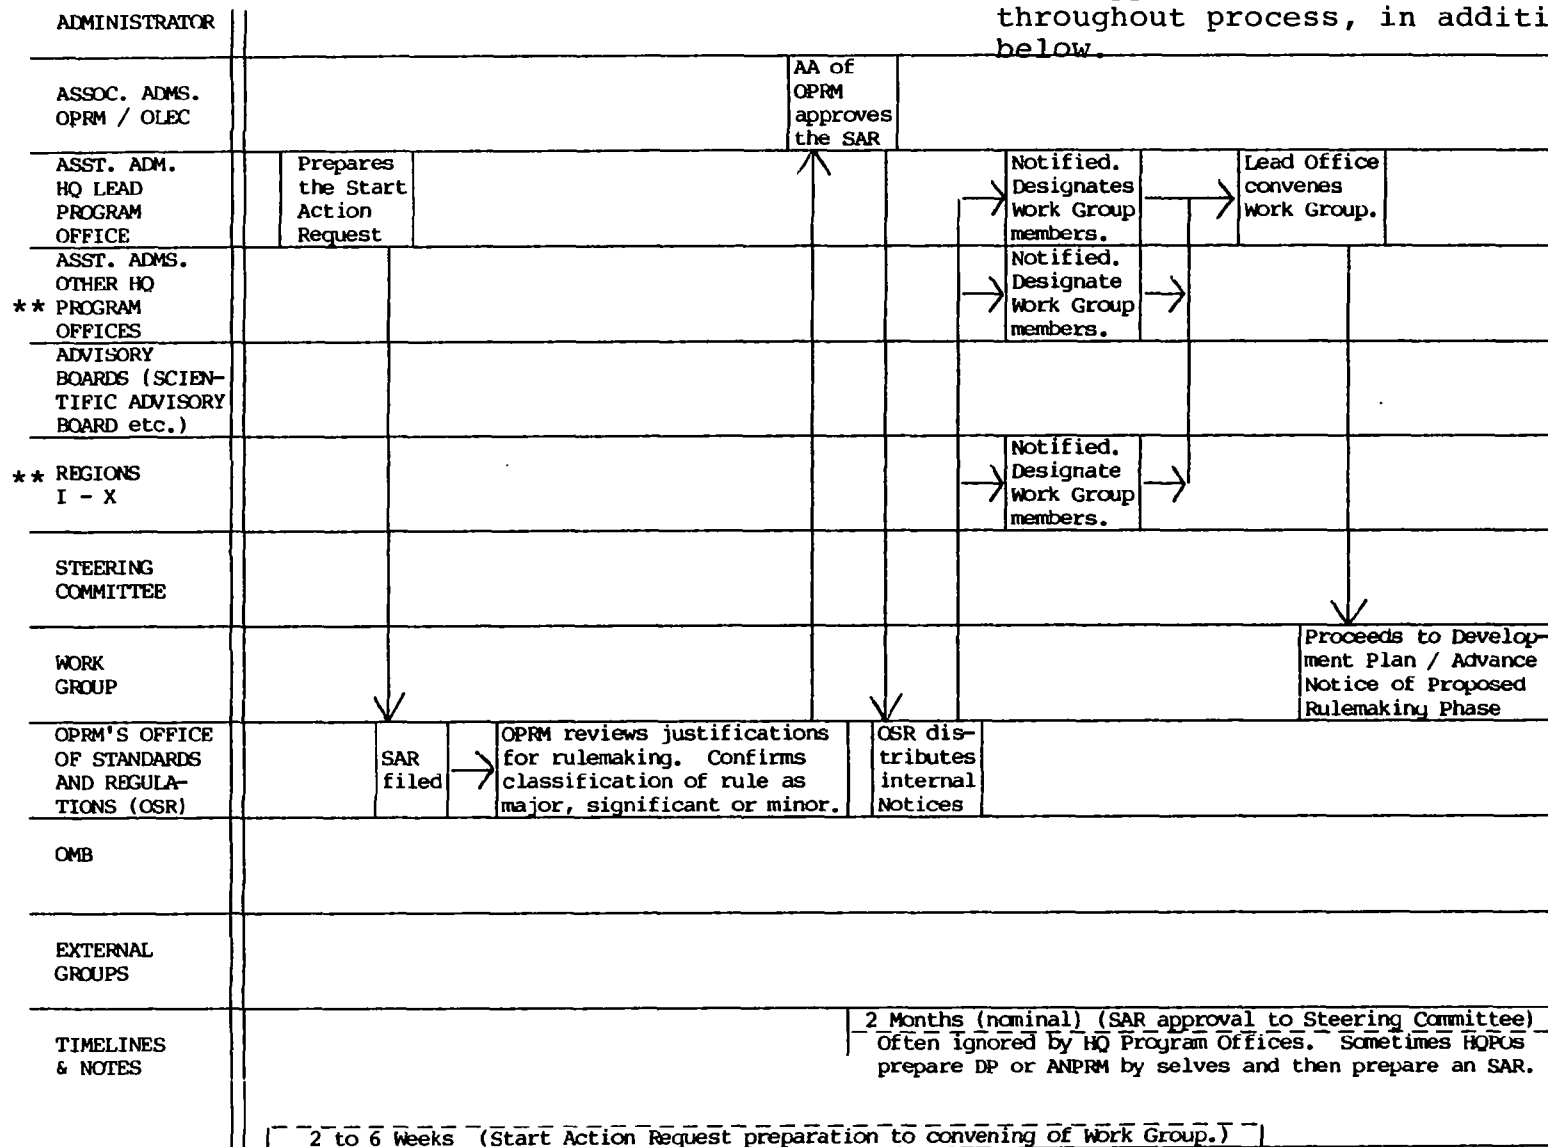 throughout process, in additi
below.
ADMINISTRATOR
ASSOC. ADMS.
OPRM / OLEC
AA of
OPRM
approves
the SAR
ASST. ADM.
HQ LEAD
PROGRAM
OFFICE
Prepares
the Start
Action
Request
Notified.
Designates
Work Group
members.
Lead Office
convenes
Work Group.
ASST. ADMS.
OTHER HQ
** PROGRAM
OFFICES
Notified.
Designate
Work Group
members.
ADVISORY
BOARDS (SCIEN-
TIFIC ADVISORY
BOARD etc.)
** REGIONS
I - X
Notified.
Designate
Work Group
members.
STEERING
COMMITTEE
WORK
GROUP
Proceeds to Develop-
ment Plan / Advance
Notice of Proposed
Rulemaking Phase
OPRM'S OFFICE
OF STANDARDS
AND REGULA-
TIONS (OSR)
SAR
filed
OPRM reviews justifications
for rulemaking. Confirms
classification of rule as
major, significant or minor.
OSR dis-
tributes
internal
Notices
OMB
EXTERNAL
GROUPS
TIMELINES
& NOTES
2 Months (nominal) (SAR approval to Steering Committee)
Often ignored by HQ Program Offices. Sometimes HQPOs
prepare DP or ANPRM by selves and then prepare an SAR.
2 to 6 Weeks (Start Action Request preparation to convening of Work Group.)